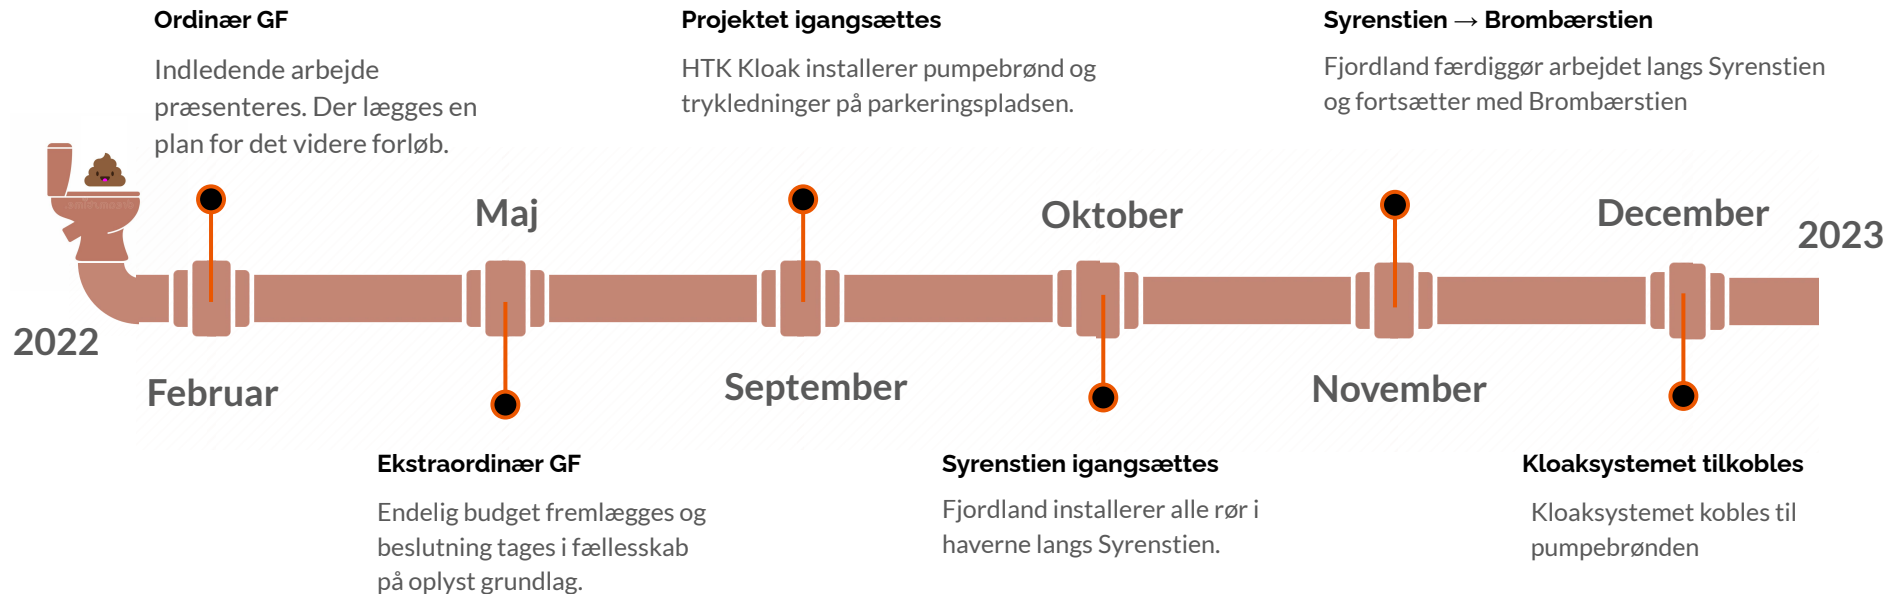 Ordinær GF
Indledende arbejde
præsenteres. Der lægges en
plan for det videre forløb.
Projektet igangsættes
HTK Kloak installerer pumpebrønd og
trykledninger på parkeringspladsen.
Syrenstien → Brombærstien
Fjordland færdiggør arbejdet langs Syrenstien
og fortsætter med Brombærstien
Maj
Oktober
December
2023
2022
Februar
September
November
Ekstraordinær GF
Endelig budget fremlægges og
beslutning tages i fællesskab
på oplyst grundlag.
Syrenstien igangsættes
Fjordland installerer alle rør i
haverne langs Syrenstien.
Kloaksystemet tilkobles
Kloaksystemet kobles til
pumpebrønden